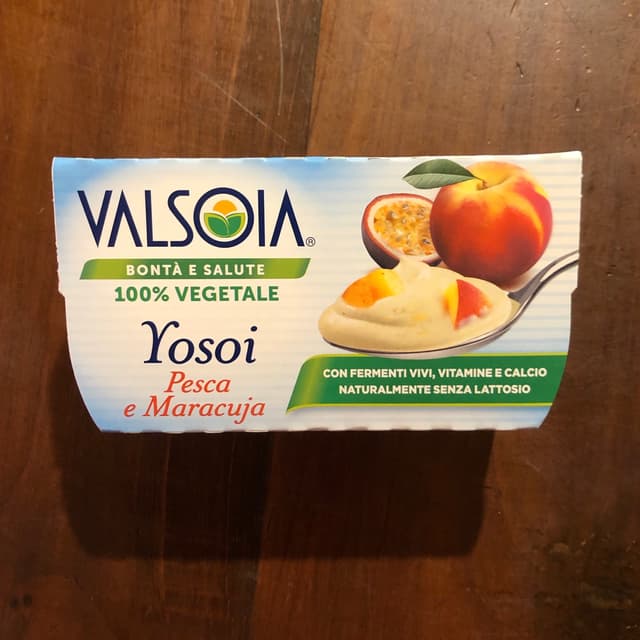 VALSOIA®
BONTÀ E SALUTE
100% VEGETALE
Yosoi
Pesca
e Maracuja
CON FERMENTI VIVI, VITAMINE E CALCIO
NATURALMENTE SENZA LATTOSIO